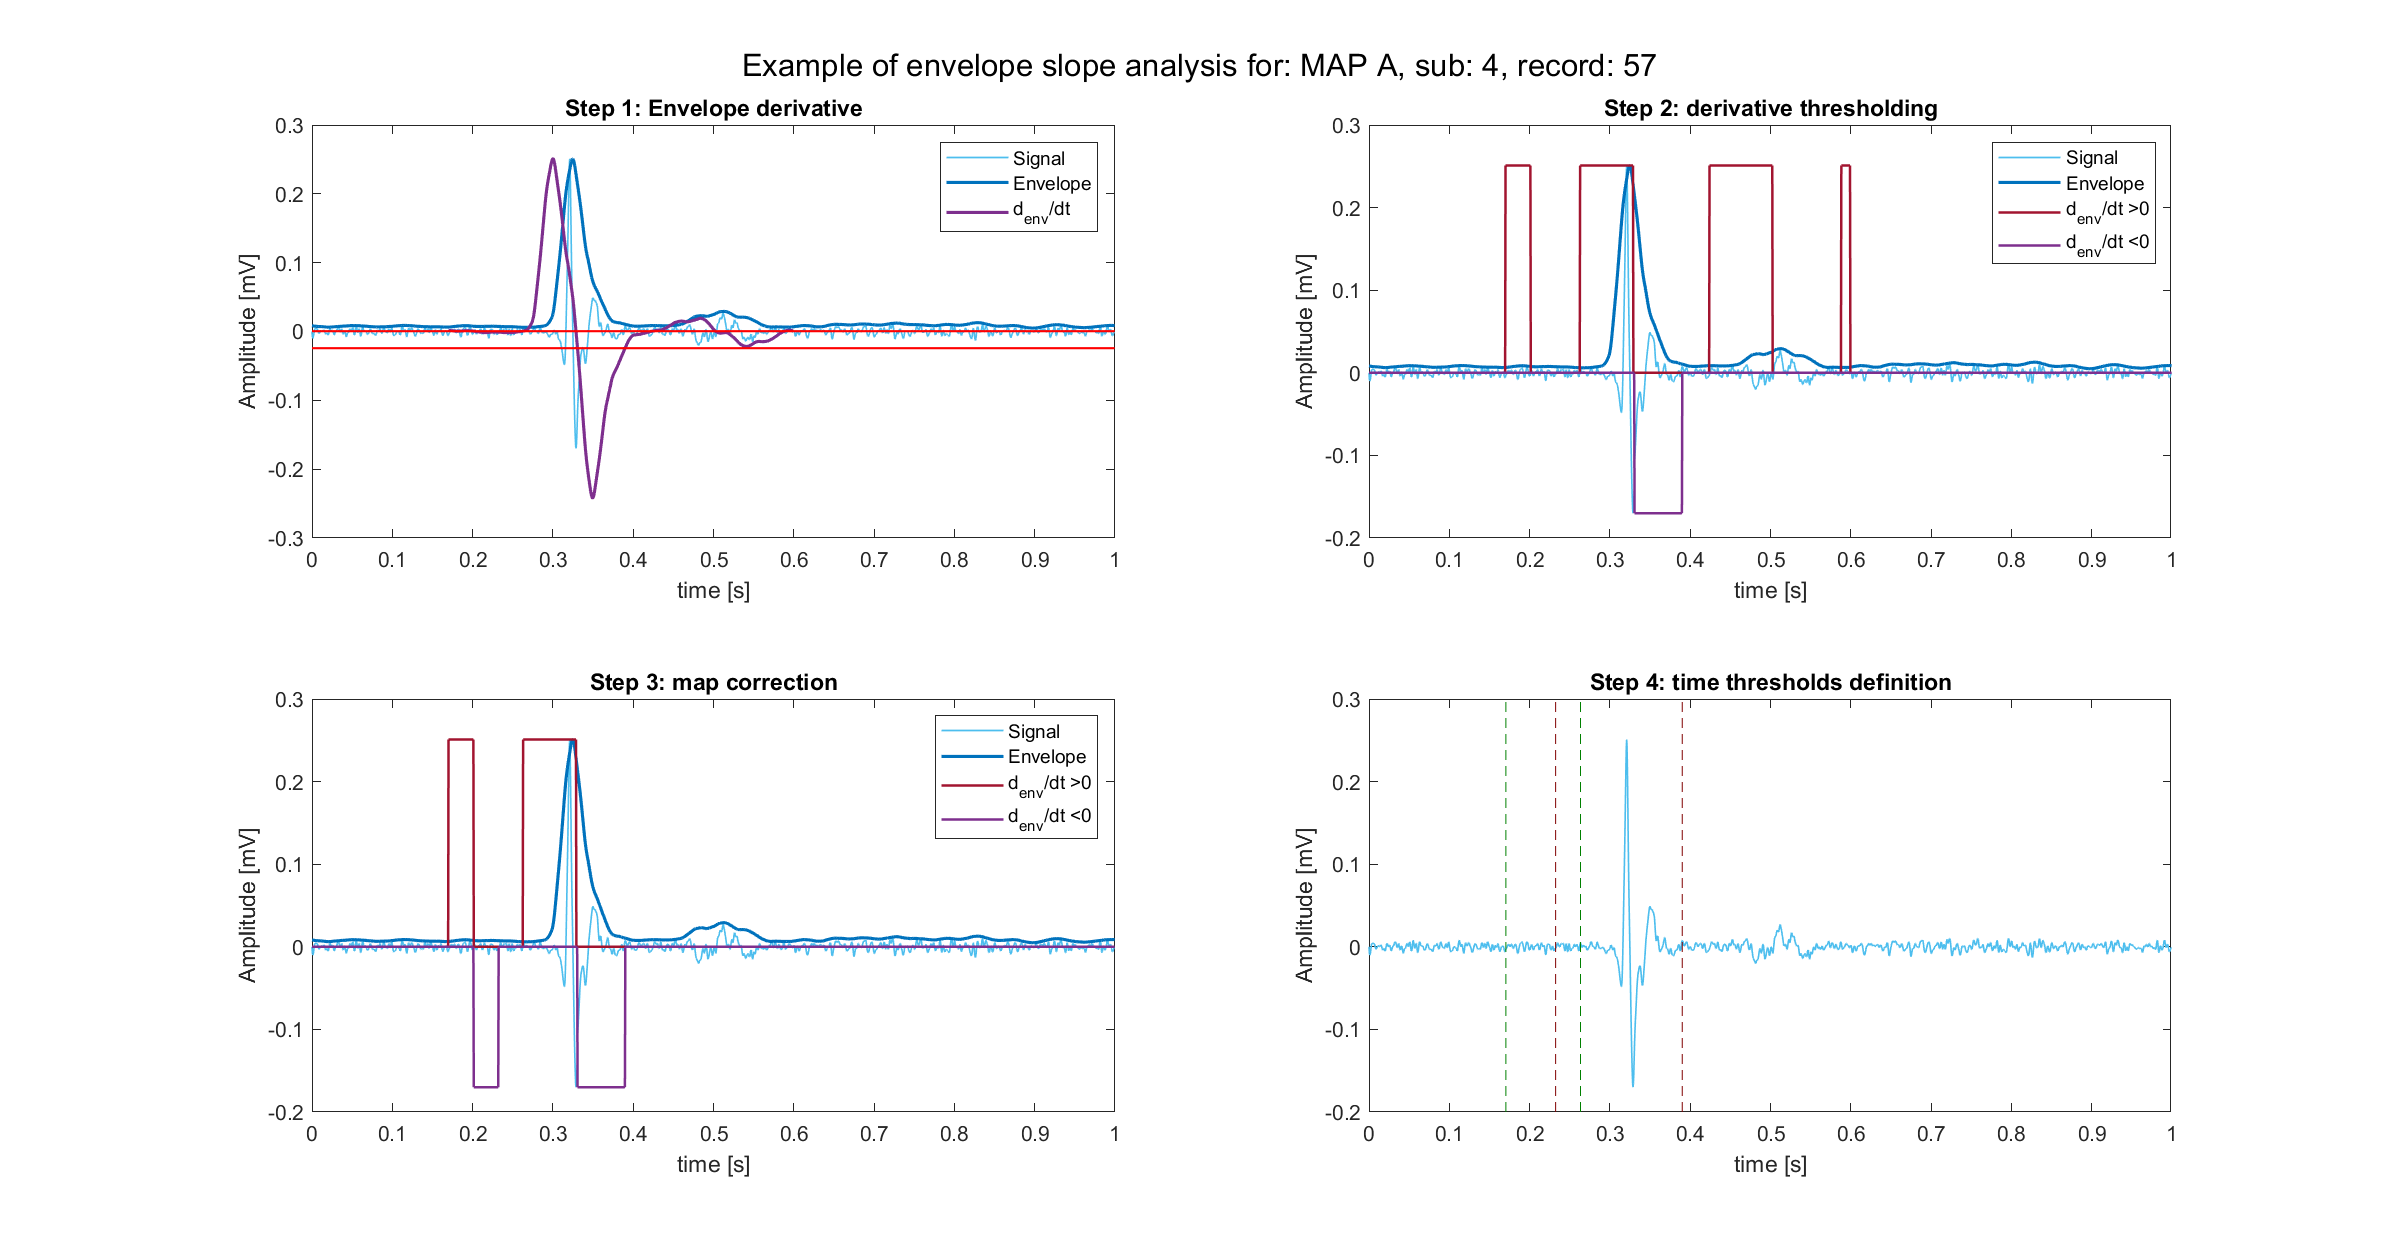 Example of envelope slope analysis for: MAP A, sub: 4, record: 57
Step 1: Envelope derivative
0.3
0.2
0.1
0
-0.1
-0.2
-0.3
Amplitude [mV]
Signal
Envelope
d_env/dt
0 0.1 0.2 0.3 0.4 0.5 0.6 0.7 0.8 0.9 1
time [s]
Step 2: derivative thresholding
0.3
0.2
0.1
0
-0.1
-0.2
Amplitude [mV]
Signal
Envelope
d_env/dt >0
d_env/dt <0
0 0.1 0.2 0.3 0.4 0.5 0.6 0.7 0.8 0.9 1
time [s]
Step 3: map correction
0.3
0.2
0.1
0
-0.1
-0.2
Amplitude [mV]
Signal
Envelope
d_env/dt >0
d_env/dt <0
0 0.1 0.2 0.3 0.4 0.5 0.6 0.7 0.8 0.9 1
time [s]
Step 4: time thresholds definition
0.3
0.2
0.1
0
-0.1
-0.2
Amplitude [mV]
0 0.1 0.2 0.3 0.4 0.5 0.6 0.7 0.8 0.9 1
time [s]